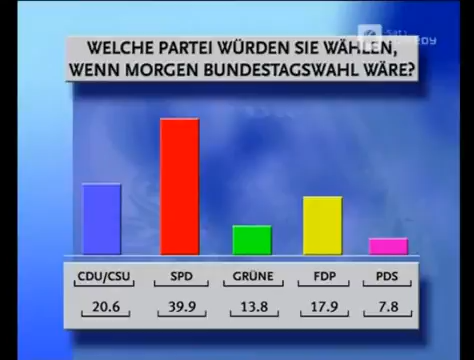 WELCHE PARTEI WÜRDEN SIE WÄHLEN,
WENN MORGEN BUNDESTAGSWAHL WÄRE?
CDU/CSU SPD GRÜNE FDP PDS
20.6 39.9 13.8 17.9 7.8